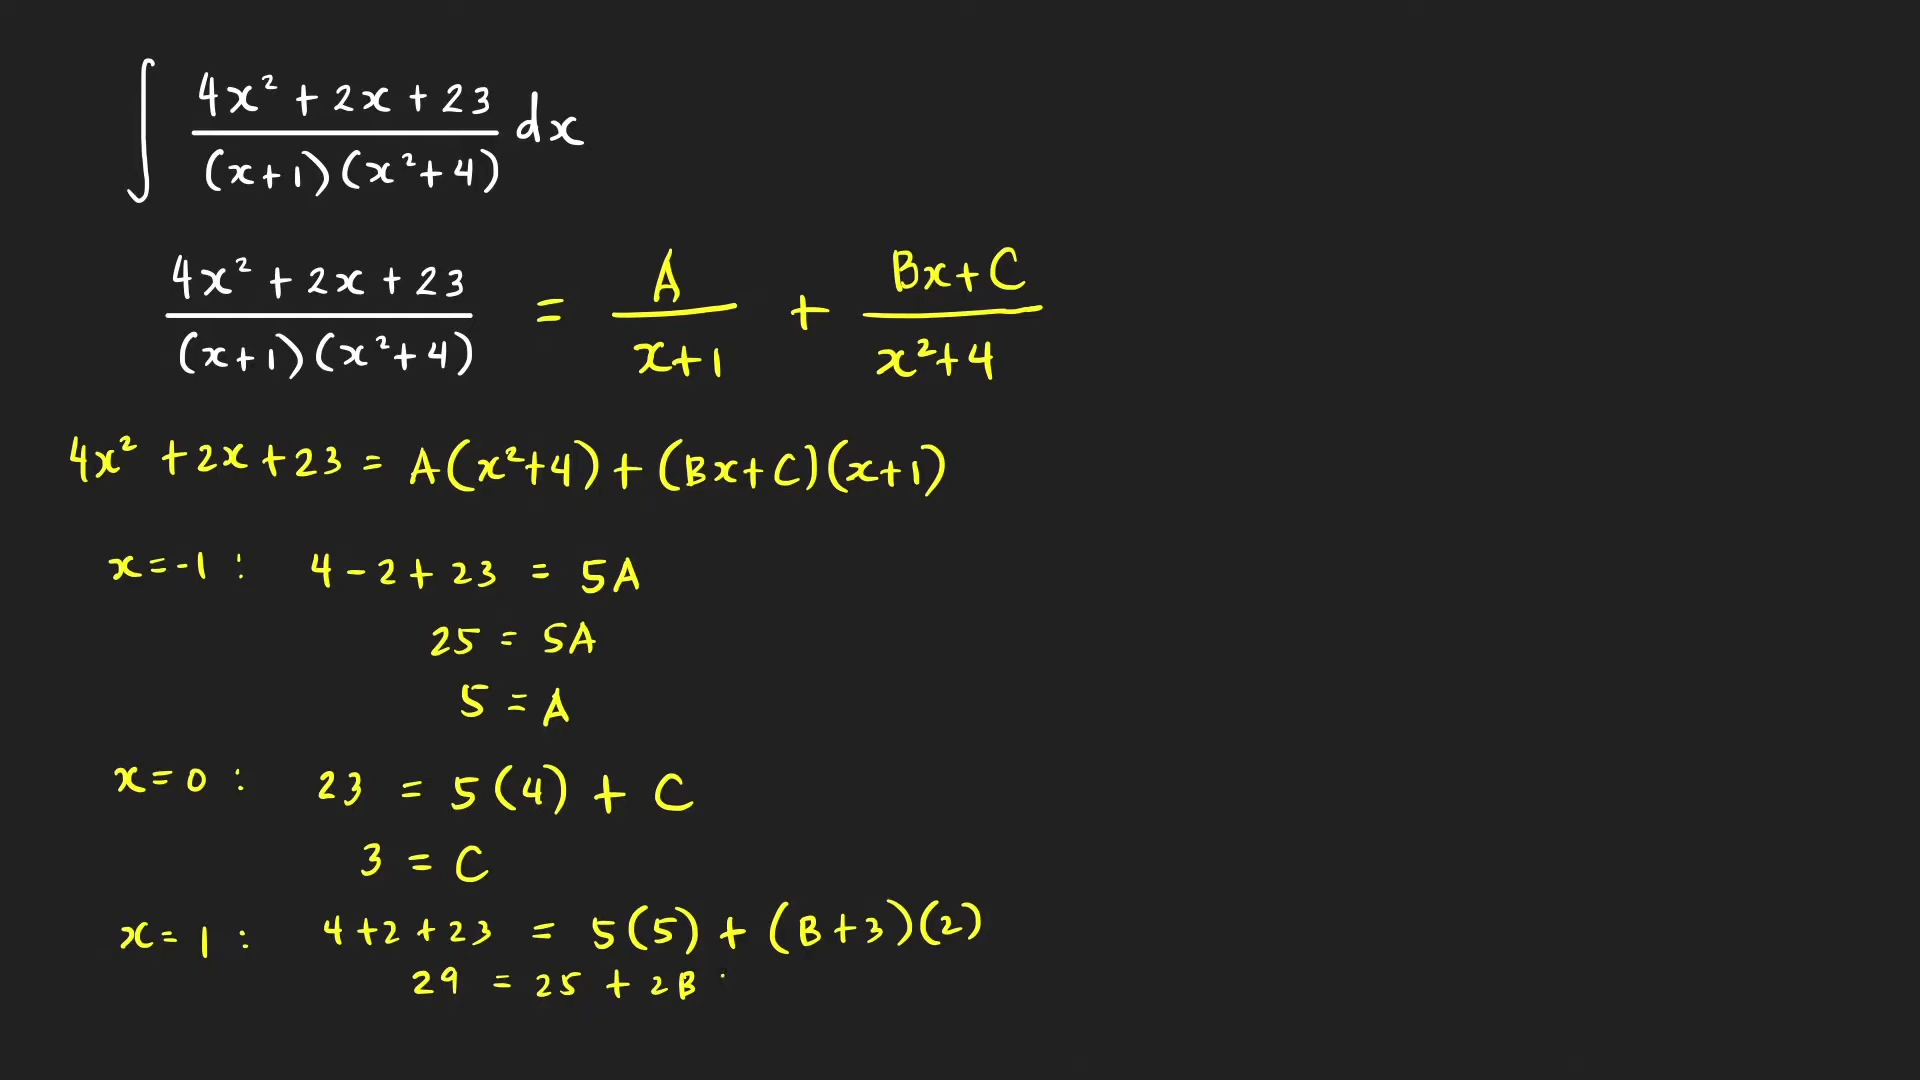 ∫ (4x² + 2x + 23)/((x+1)(x²+4)) dx
(4x² + 2x + 23)/((x+1)(x²+4)) = A/(x+1) + (Bx+C)/(x²+4)
4x² + 2x + 23 = A(x²+4) + (Bx+C)(x+1)
x = -1 : 4 - 2 + 23 = 5A
25 = 5A
5 = A
x = 0 : 23 = 5(4) + C
3 = C
x = 1 : 4 + 2 + 23 = 5(5) + (B+3)(2)
29 = 25 + 2B